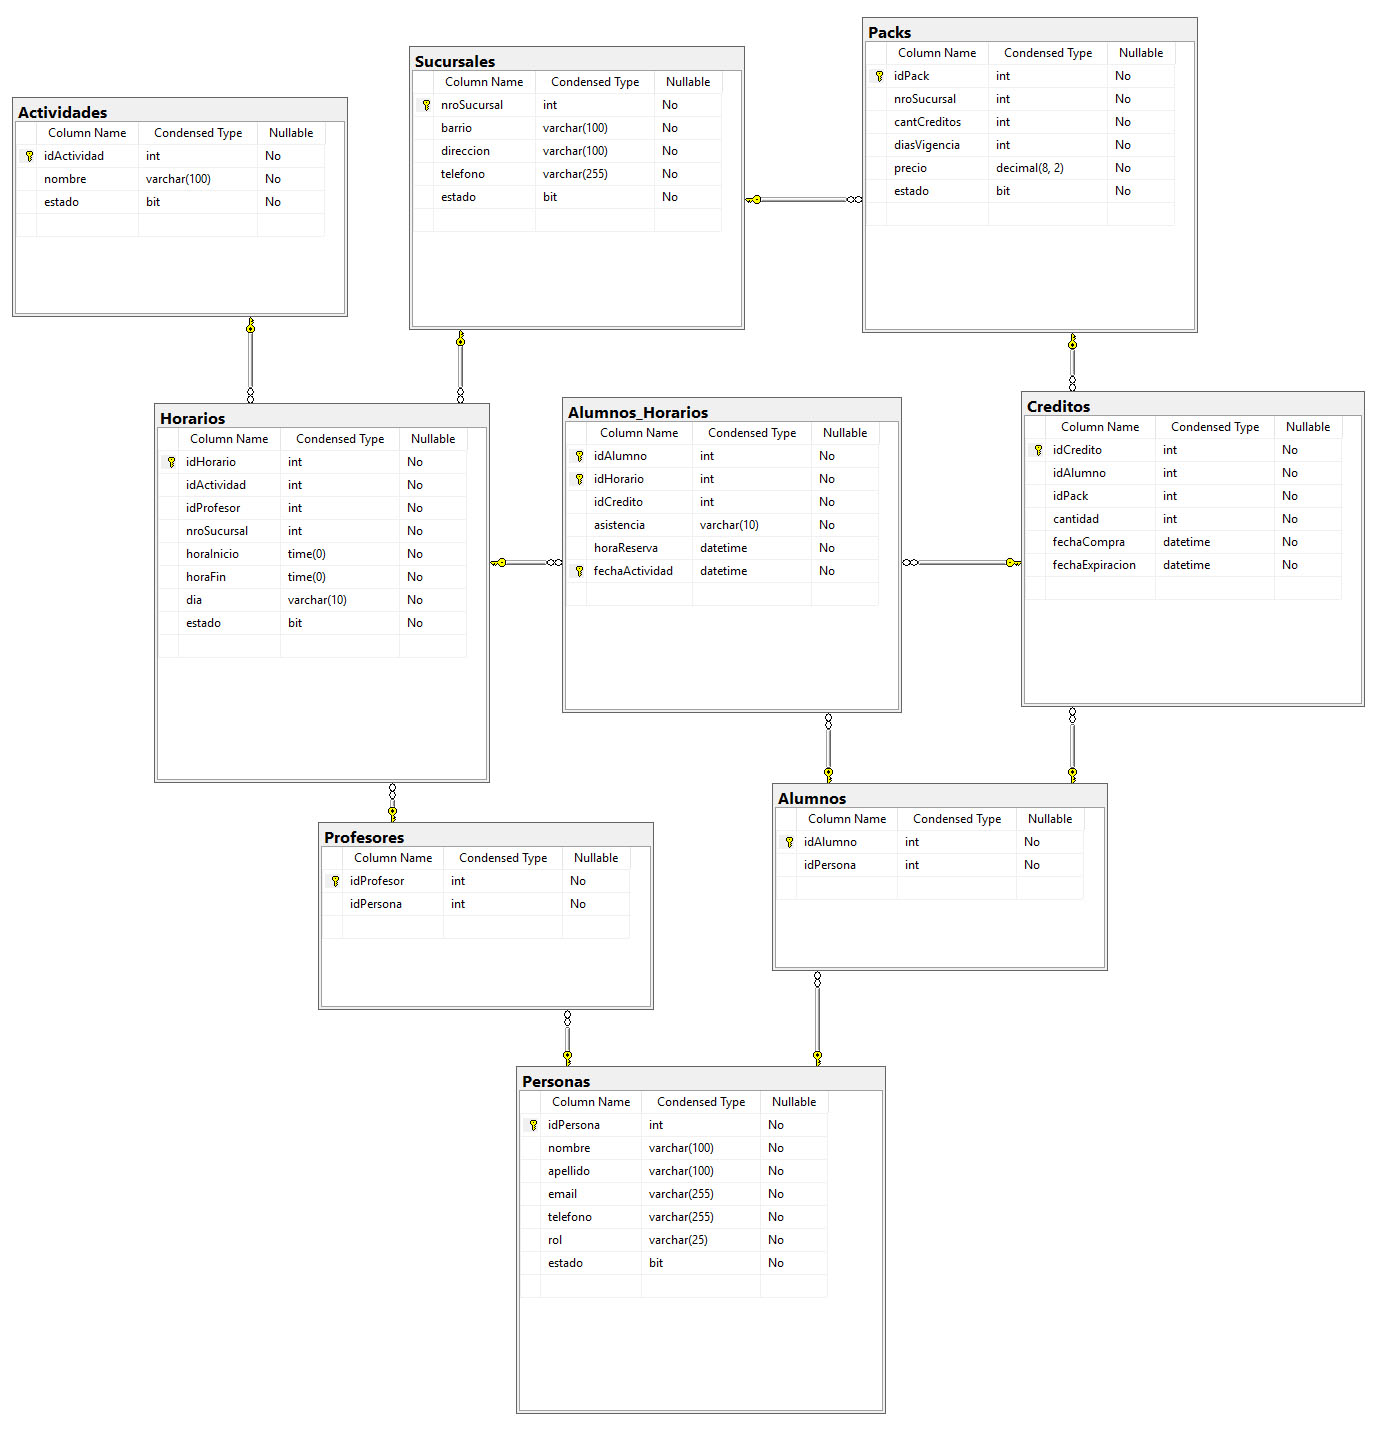 Actividades
Column Name Condensed Type Nullable
idActividad int No
nombre varchar(100) No
estado bit No
Sucursales
Column Name Condensed Type Nullable
nroSucursal int No
barrio varchar(100) No
direccion varchar(100) No
telefono varchar(255) No
estado bit No
Packs
Column Name Condensed Type Nullable
idPack int No
nroSucursal int No
cantCreditos int No
diasVigencia int No
precio decimal(8, 2) No
estado bit No
Horarios
Column Name Condensed Type Nullable
idHorario int No
idActividad int No
idProfesor int No
nroSucursal int No
horaInicio time(0) No
horaFin time(0) No
dia varchar(10) No
estado bit No
Alumnos_Horarios
Column Name Condensed Type Nullable
idAlumno int No
idHorario int No
idCredito int No
asistencia varchar(10) No
horaReserva datetime No
fechaActividad datetime No
Creditos
Column Name Condensed Type Nullable
idCredito int No
idAlumno int No
idPack int No
cantidad int No
fechaCompra datetime No
fechaExpiracion datetime No
Profesores
Column Name Condensed Type Nullable
idProfesor int No
idPersona int No
Alumnos
Column Name Condensed Type Nullable
idAlumno int No
idPersona int No
Personas
Column Name Condensed Type Nullable
idPersona int No
nombre varchar(100) No
apellido varchar(100) No
email varchar(255) No
telefono varchar(255) No
rol varchar(25) No
estado bit No